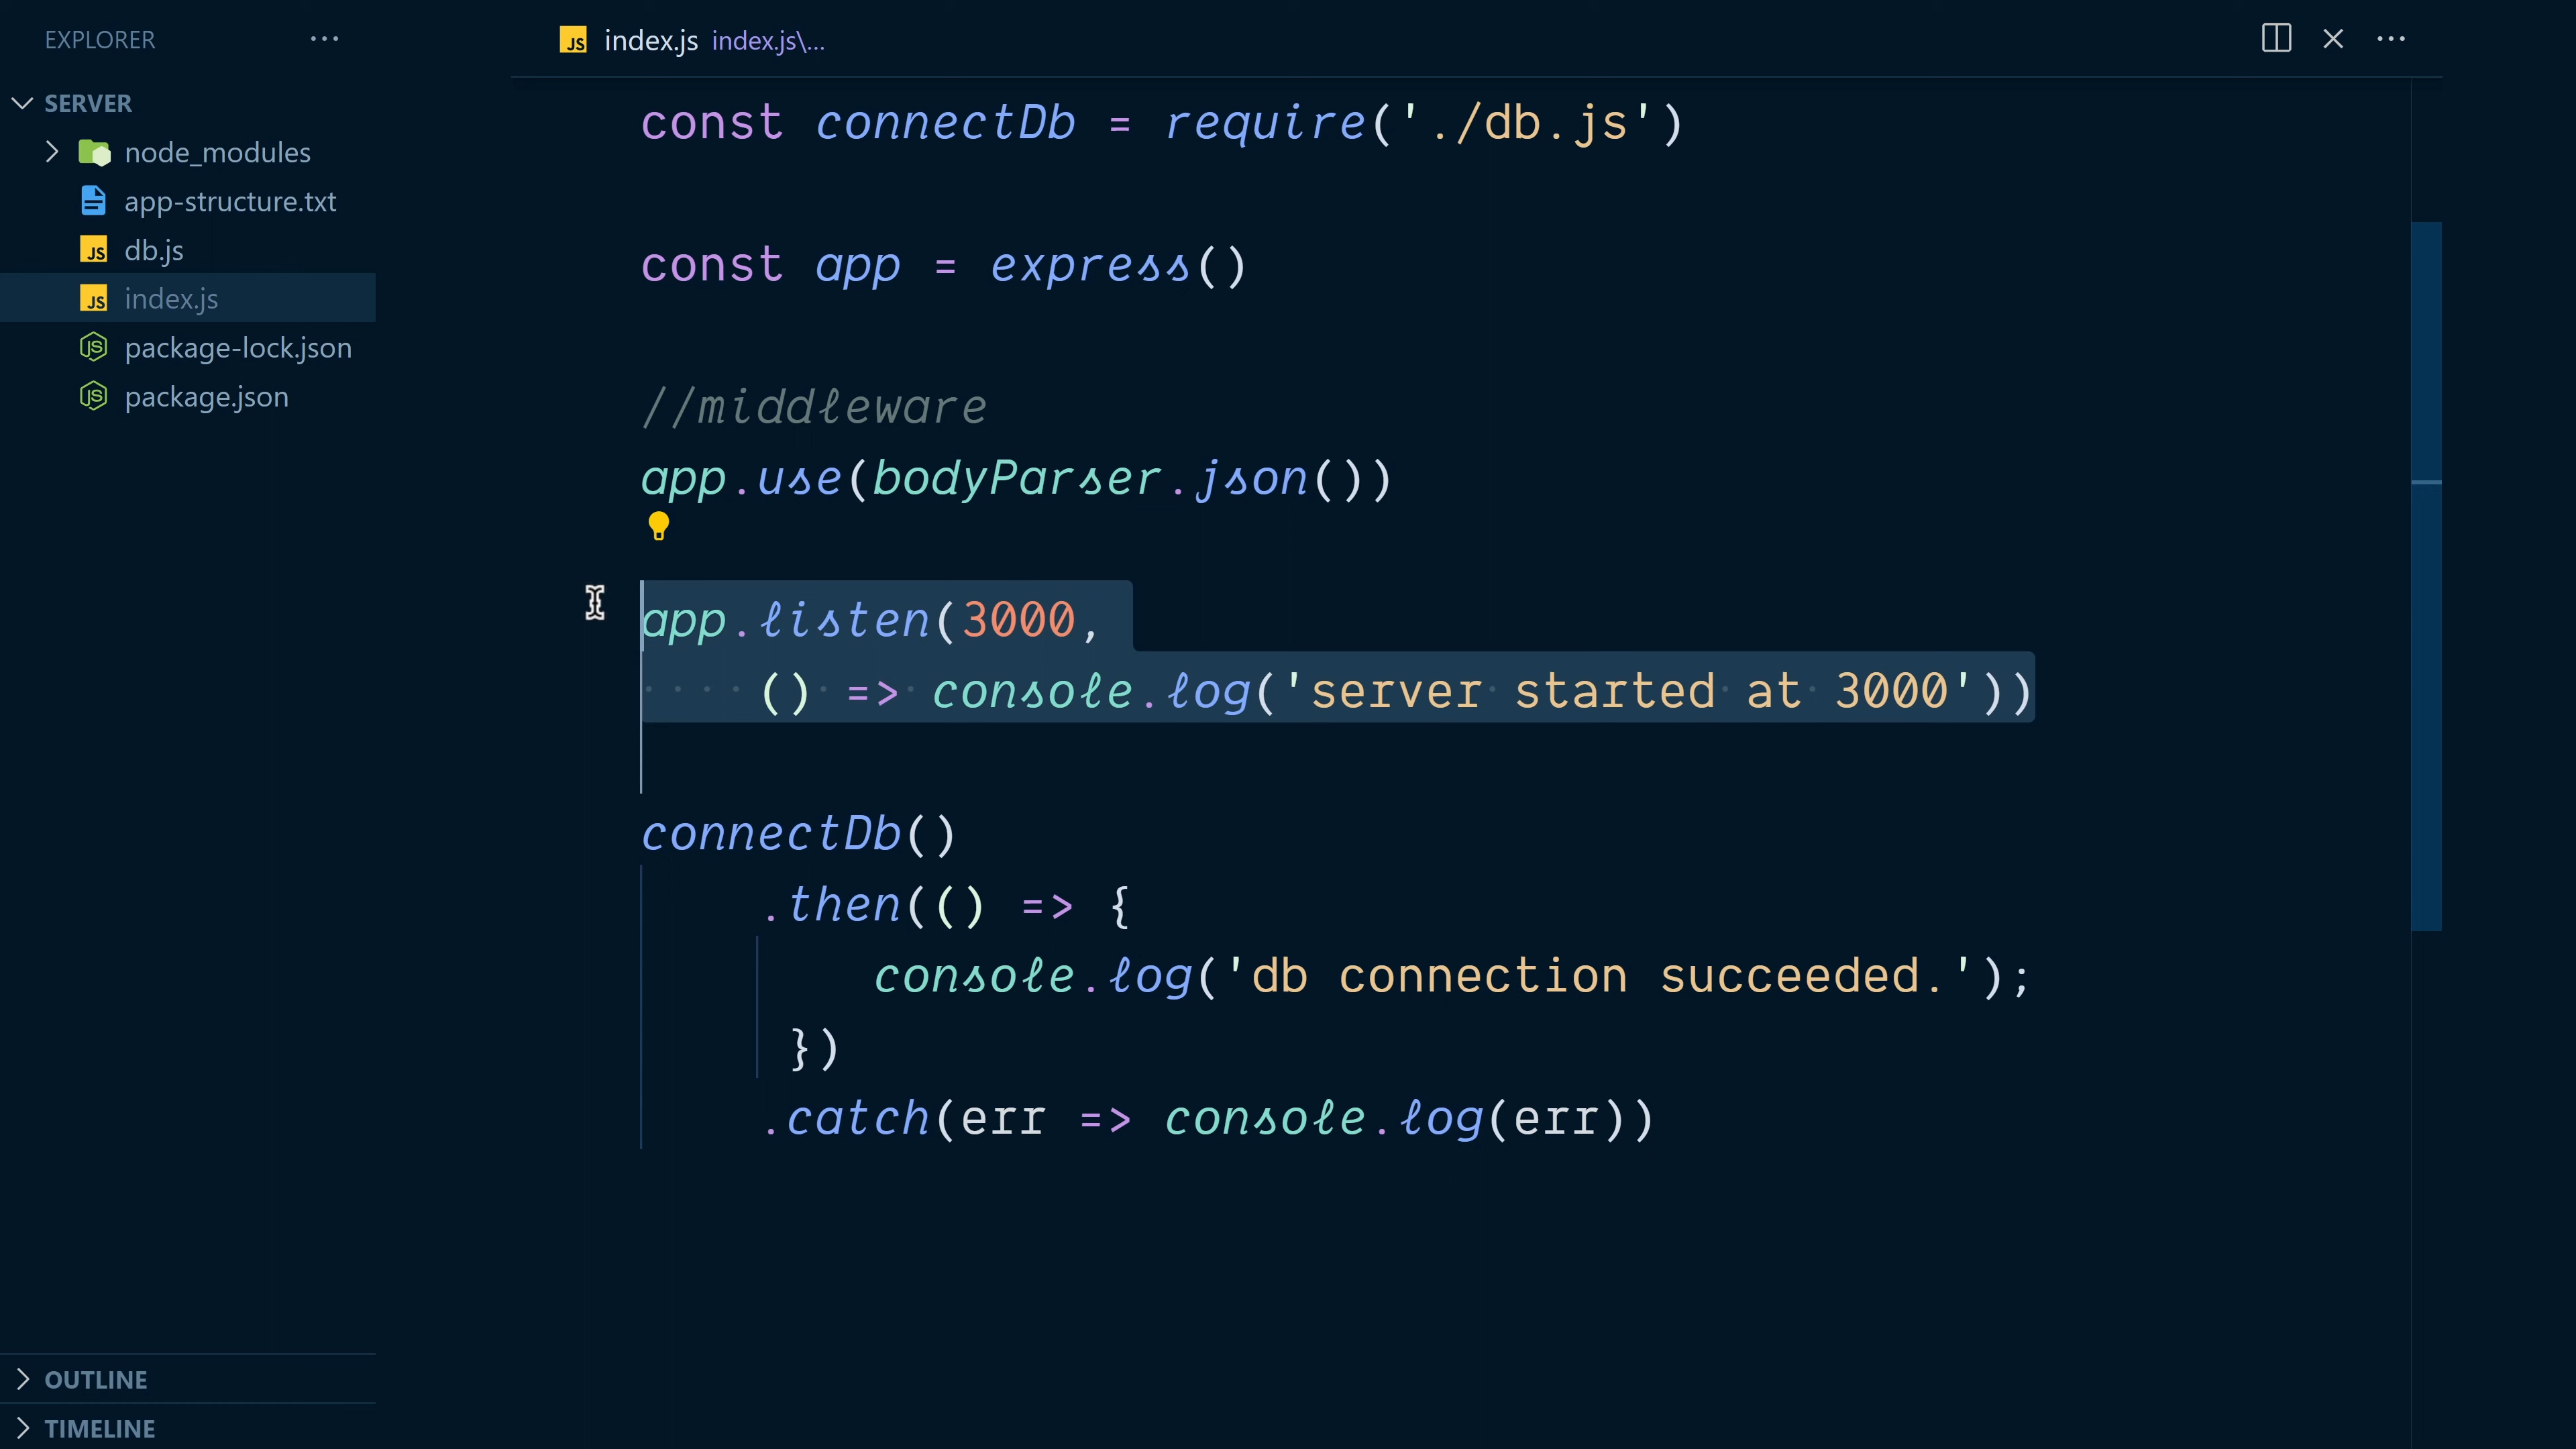 EXPLORER
SERVER
node_modules
app-structure.txt
db.js
index.js
package-lock.json
package.json
OUTLINE
TIMELINE
JS index.js index.js\...
const connectDb = require('./db.js')
const app = express()
//middleware
app.use(bodyParser.json())
app.listen(3000,
() => console.log('server started at 3000'))
connectDb()
.then(() => {
console.log('db connection succeeded.');
})
.catch(err => console.log(err))